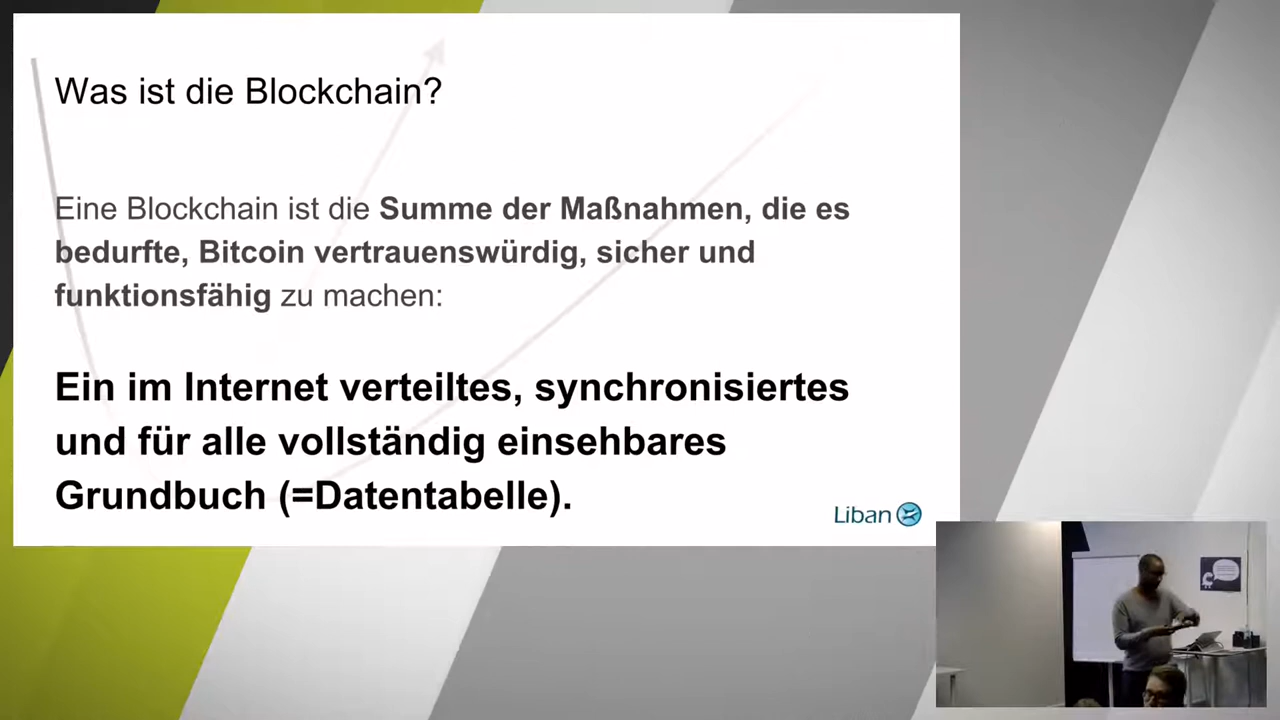 Was ist die Blockchain?
Eine Blockchain ist die Summe der Maßnahmen, die es
bedurfte, Bitcoin vertrauenswürdig, sicher und
funktionsfähig zu machen:
Ein im Internet verteiltes, synchronisiertes
und für alle vollständig einsehbares
Grundbuch (=Datentabelle).
Liban